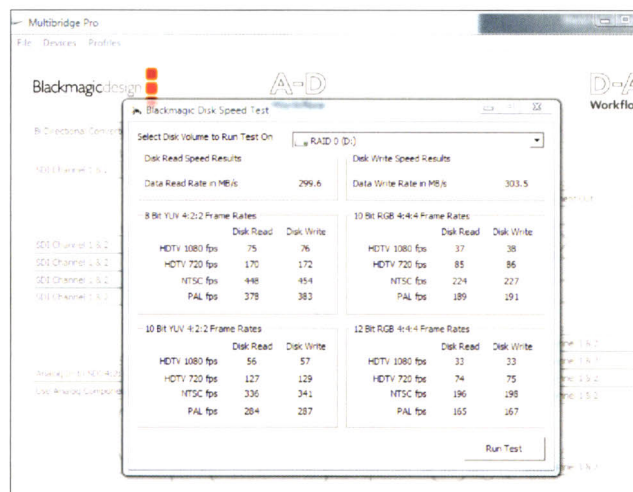 Multibridge Pro
File Devices Profiles
Blackmagicdesign
A-D
D-A
Workflo
Blackmagic Disk Speed Test
Select Disk Volume to Run Test On RAID 0 (D:)
Disk Read Speed Results Disk Write Speed Results
Data Read Rate in MB/s 299.6 Data Write Rate in MB/s 303.5
8 Bit YUV 4:2:2 Frame Rates 10 Bit RGB 4:4:4 Frame Rates
Disk Read Disk Write Disk Read Disk Write
HDTV 1080 fps 75 76 HDTV 1080 fps 37 38
HDTV 720 fps 170 172 HDTV 720 fps 85 86
NTSC fps 448 454 NTSC fps 224 227
PAL fps 378 383 PAL fps 189 191
SDI Channel 1 & 2
SDI Channel 1 & 2
SDI Channel 1 & 2
SDI Channel 1 & 2
SDI Channel 1 & 2
10 Bit YUV 4:2:2 Frame Rates 12 Bit RGB 4:4:4 Frame Rates
Disk Read Disk Write Disk Read Disk Write
HDTV 1080 fps 56 57 HDTV 1080 fps 33 33
HDTV 720 fps 127 129 HDTV 720 fps 74 75
NTSC fps 336 341 NTSC fps 196 198
PAL fps 284 287 PAL fps 165 167
Run Test